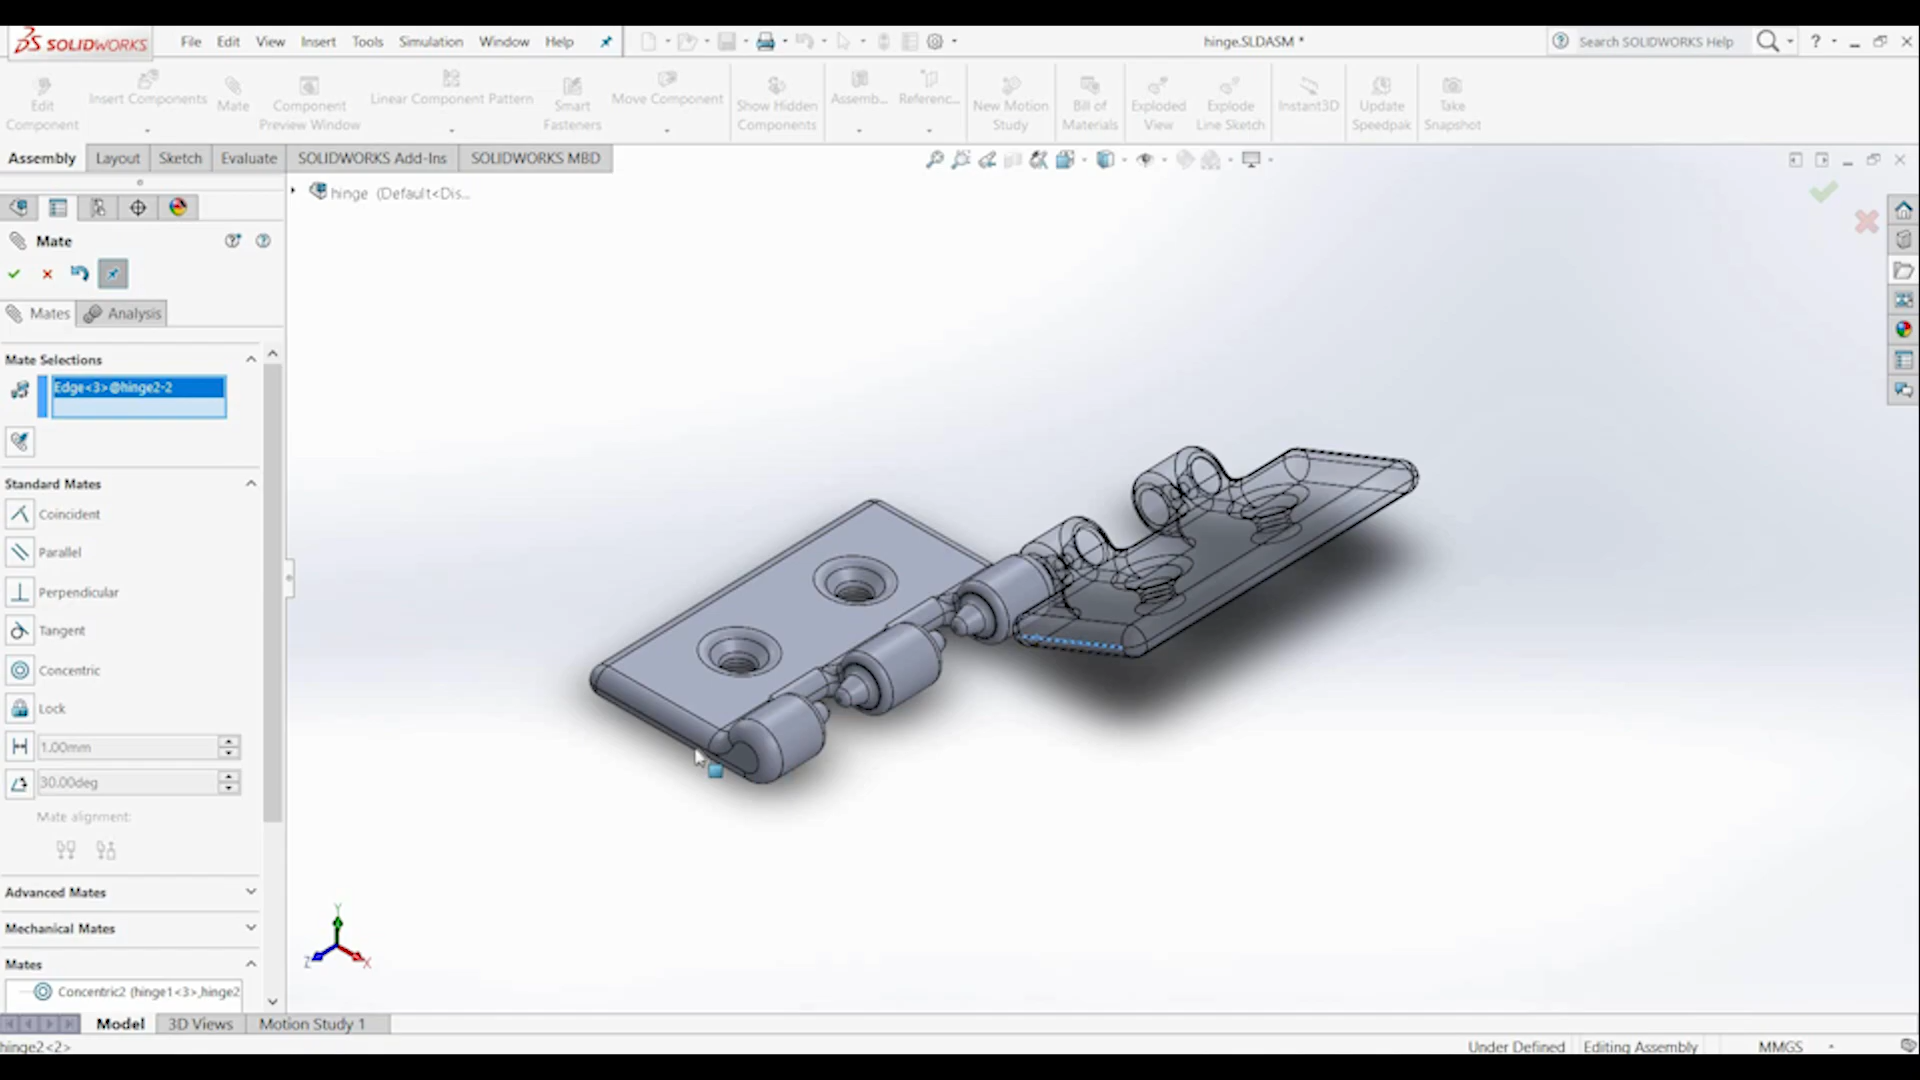 SOLIDWORKS File Edit View Insert Tools Simulation Window Help hinge.SLDASM * Search SOLIDWORKS Help ?
Edit Component
Insert Components
Mate
Component Preview Window
Linear Component Pattern
Smart Fasteners
Move Component
Show Hidden Components
Assemb...
Referenc...
New Motion Study
Bill of Materials
Exploded View
Explode Line Sketch
Instant3D
Update Speedpak
Take Snapshot
Assembly Layout Sketch Evaluate SOLIDWORKS Add-Ins SOLIDWORKS MBD
hinge (Default<Dis...
Mate
Mates Analysis
Mate Selections
Edge<3>@hinge2-2
Standard Mates
Coincident
Parallel
Perpendicular
Tangent
Concentric
Lock
1.00mm
30.00deg
Mate alignment:
Advanced Mates
Mechanical Mates
Mates
Concentric2 (hinge1<3>,hinge2
Y
Z
X
Model 3D Views Motion Study 1
hinge2<2> Under Defined Editing Assembly MMGS